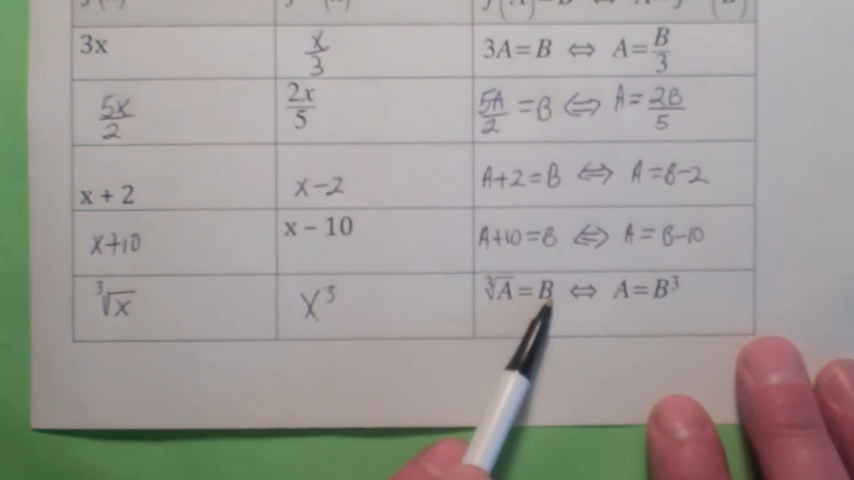 3x x/3 3A=B ⇔ A=B/3
5x/2 2x/5 5A/2 =B ⇔ A=2B/5
x + 2 x-2 A+2=B ⇔ A=B-2
x+10 x – 10 A+10=B ⇔ A=B-10
∛x x³ ∛A=B ⇔ A=B³